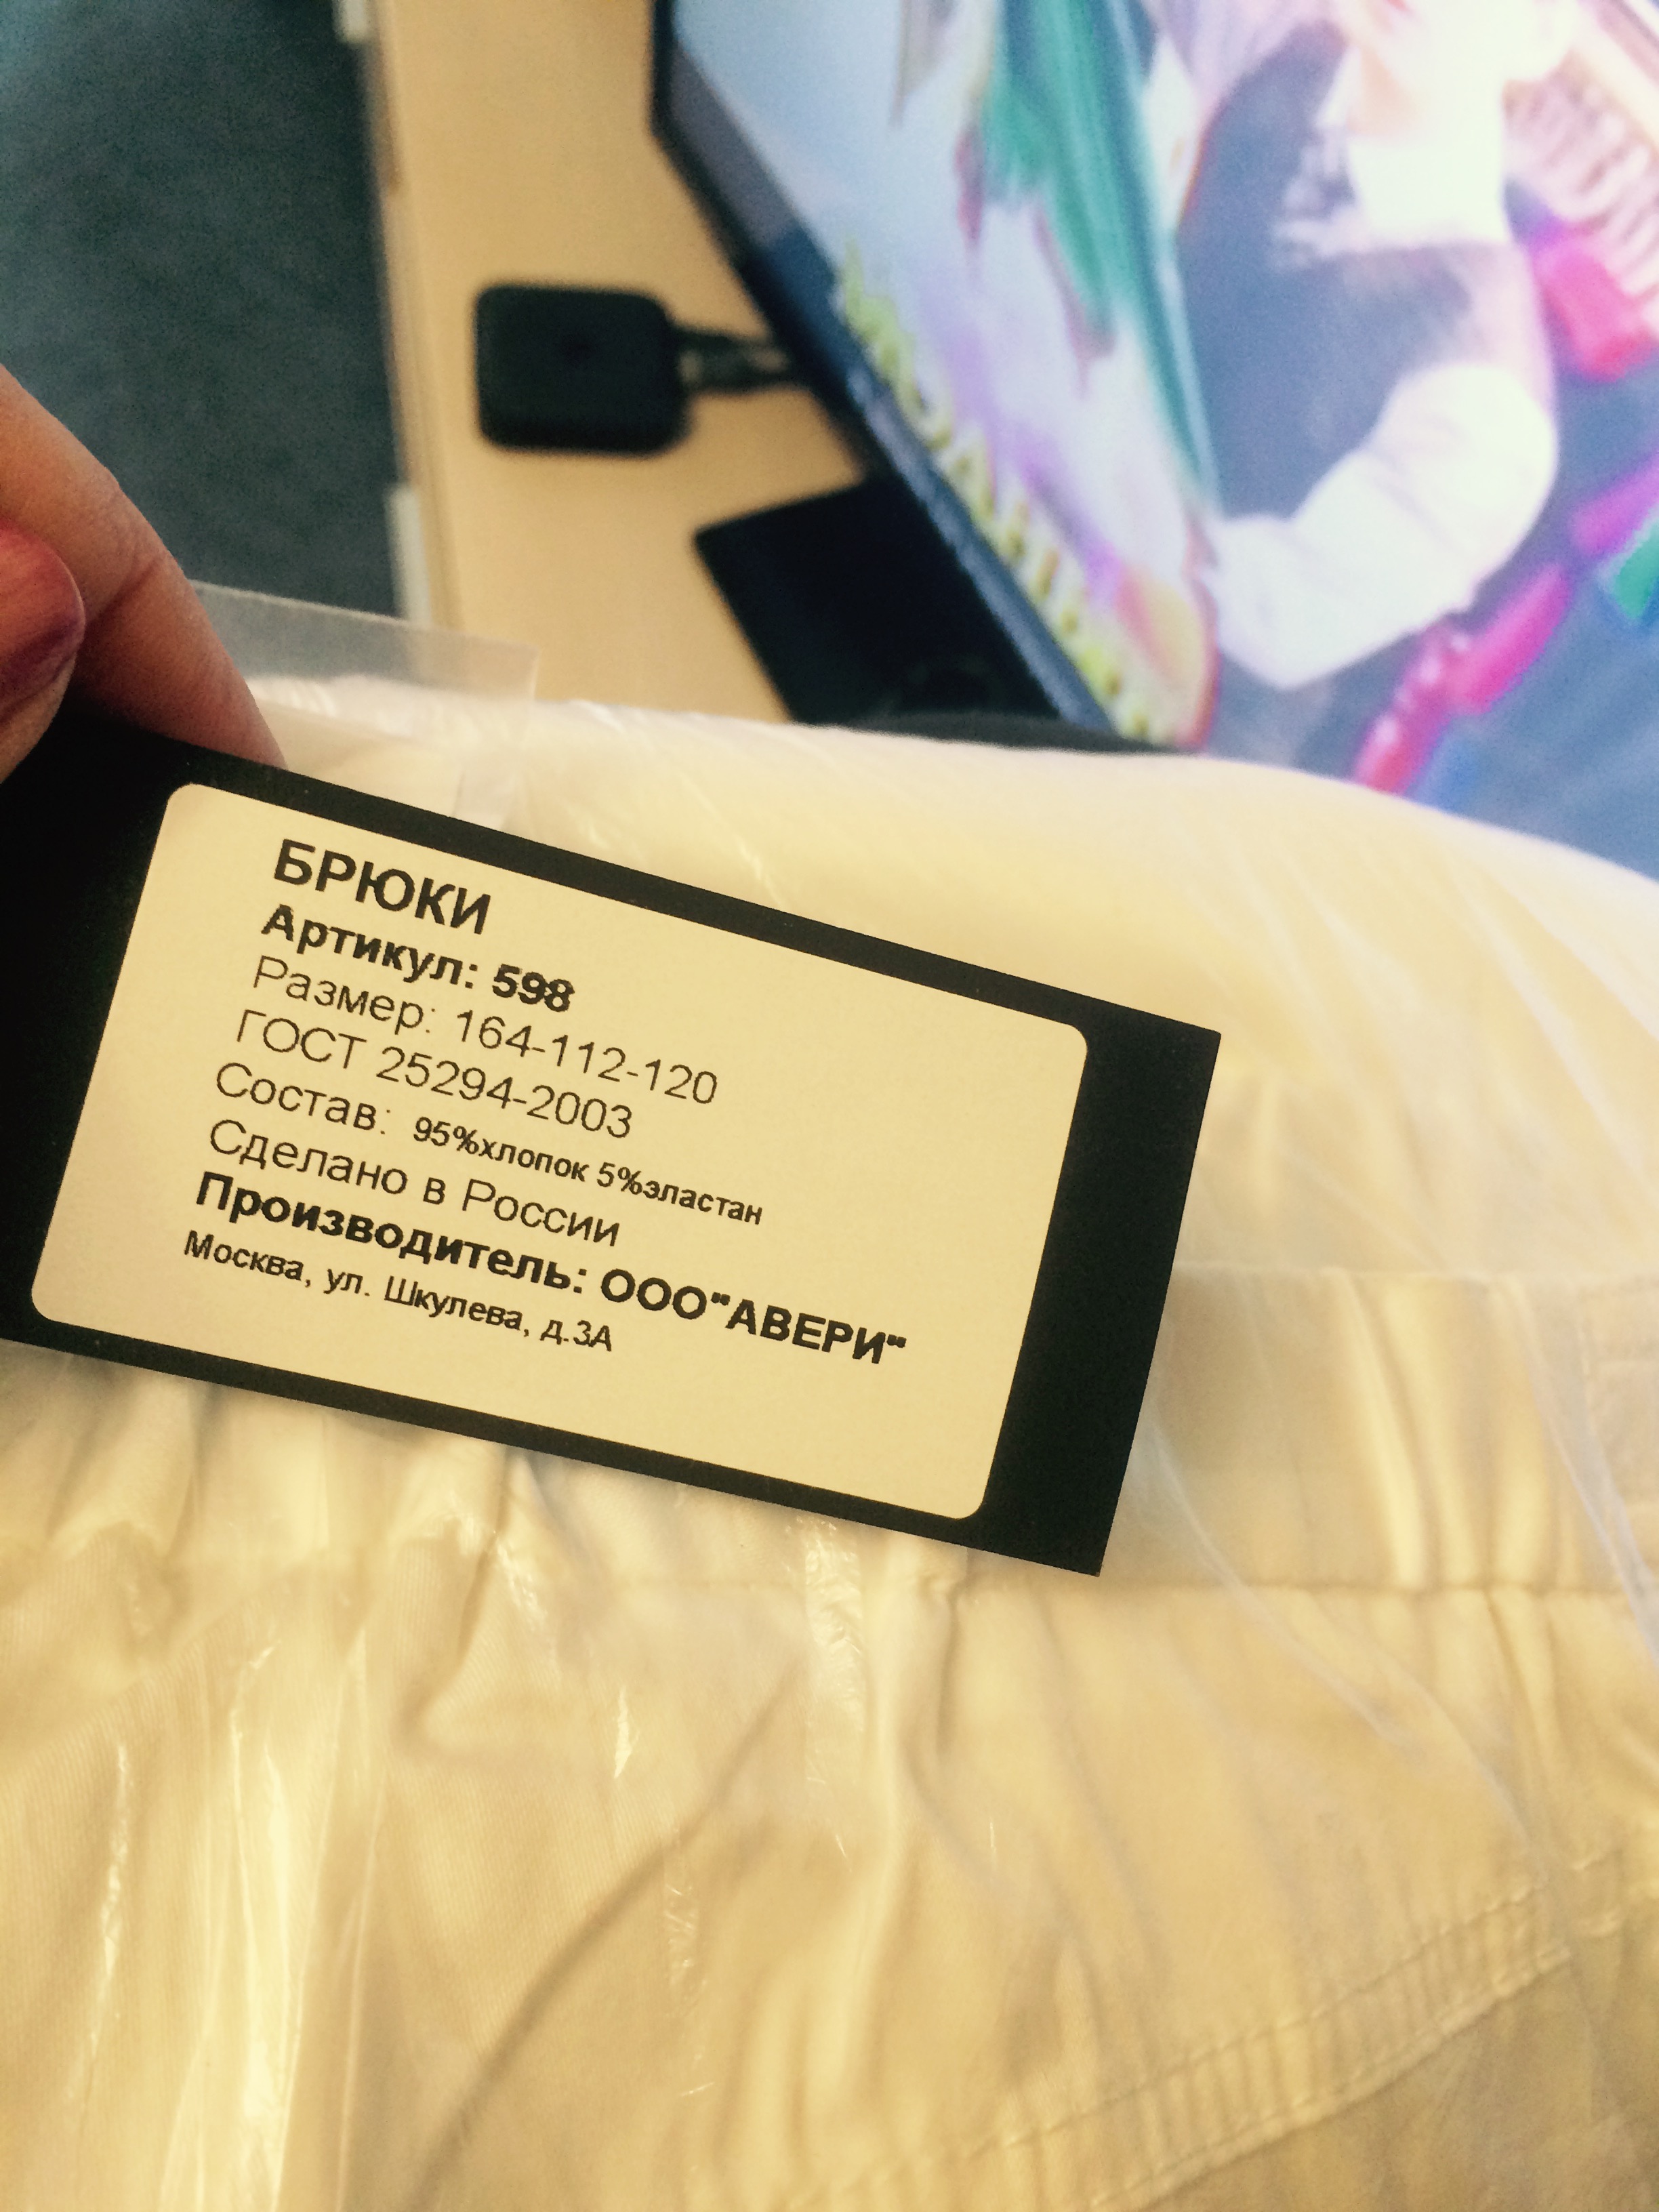 БРЮКИ
Артикул: 598
Размер: 164-112-120
ГОСТ 25294-2003
Состав: 95%хлопок 5%эластан
Сделано в России
Производитель: ООО"АВЕРИ"
Москва, ул. Шкулева, д.3А